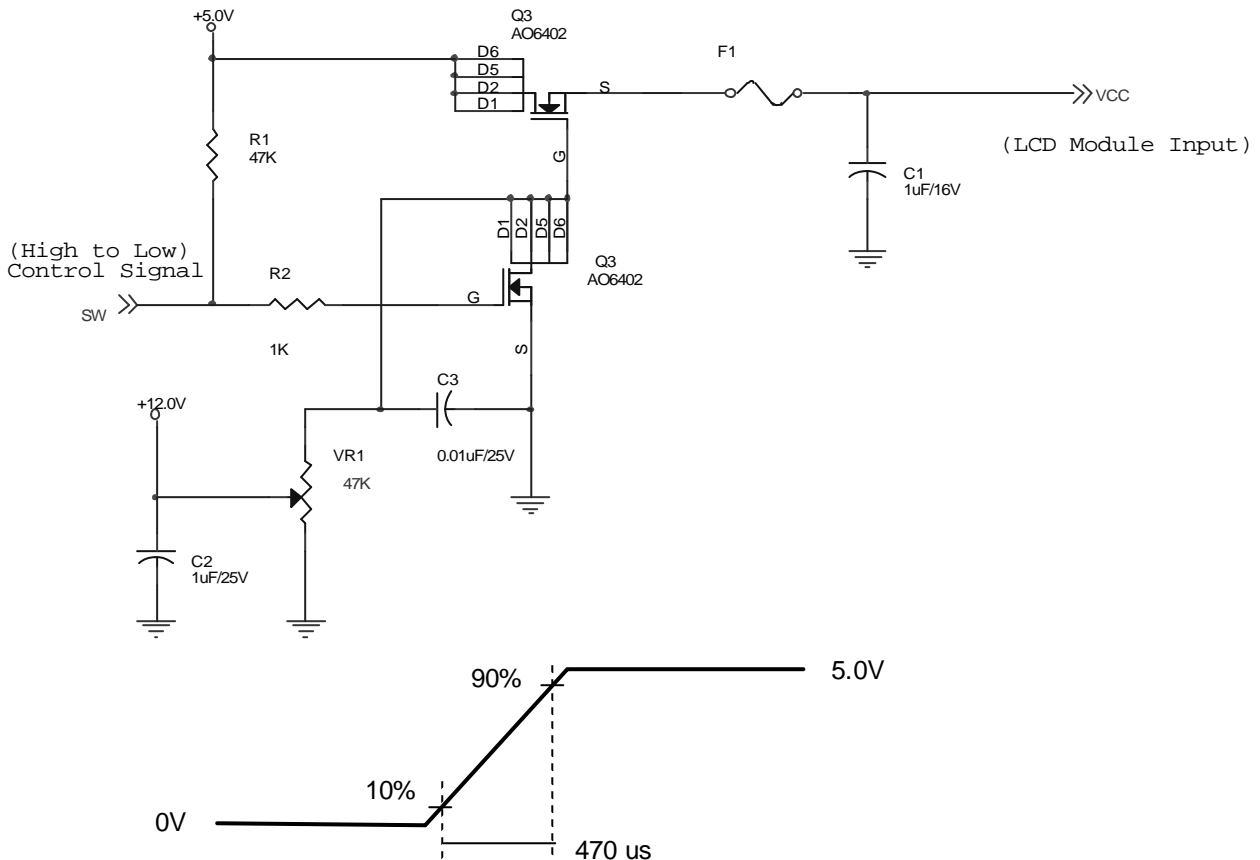 +5.0V
Q3
AO6402
D6
D5
D2
D1
S
F1
VCC
(LCD Module Input)
R1
47K
G
C1
1uF/16V
D1
D2
D5
D6
(High to Low)
Control Signal
SW
R2
1K
G
Q3
AO6402
S
C3
0.01uF/25V
+12.0V
VR1
47K
C2
1uF/25V
90%
5.0V
10%
0V
470 us